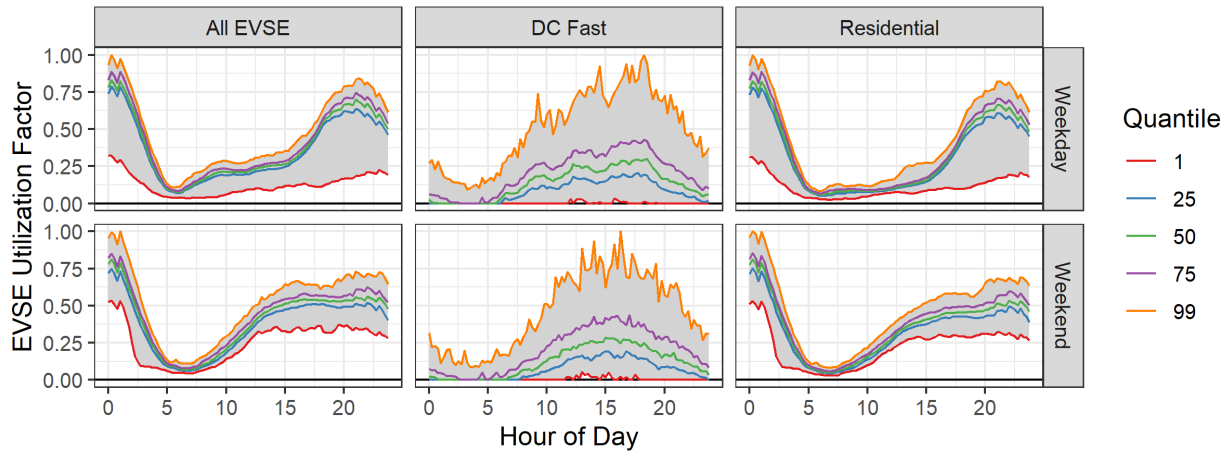 All EVSE DC Fast Residential
EVSE Utilization Factor
1.00
0.75
0.50
0.25
0.00
Weekday
1.00
0.75
0.50
0.25
0.00
Weekend
0 5 10 15 20 0 5 10 15 20 0 5 10 15 20
Hour of Day
Quantile
1
25
50
75
99